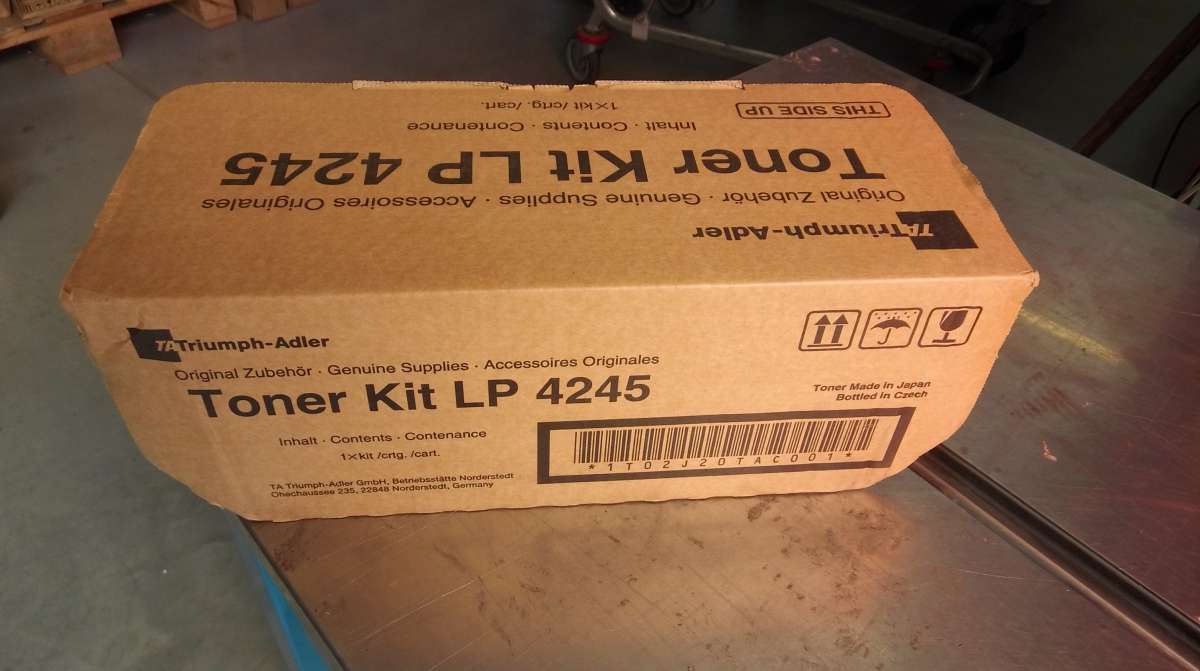 THIS SIDE UP
TA Triumph-Adler
Original Zubehör · Genuine Supplies · Accessoires Originales
Toner Kit LP 4245
Inhalt · Contents · Contenance
1×kit /crtg. /cart.
TA Triumph-Adler
Original Zubehör · Genuine Supplies · Accessoires Originales
Toner Kit LP 4245
Inhalt · Contents · Contenance
1×kit /crtg. /cart.
TA Triumph-Adler GmbH, Betriebsstätte Norderstedt
Ohechaussee 235, 22848 Norderstedt, Germany
Toner Made in Japan
Bottled in Czech
*1T02J20TAC001*